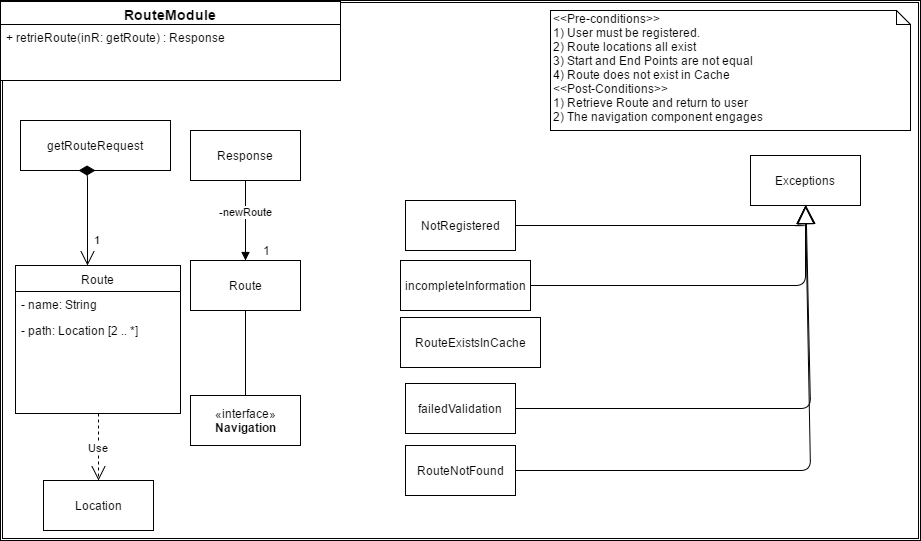 RouteModule
+ retrieRoute(inR: getRoute) : Response
<<Pre-conditions>>
1) User must be registered.
2) Route locations all exist
3) Start and End Points are not equal
4) Route does not exist in Cache
<<Post-Conditions>>
1) Retrieve Route and return to user
2) The navigation component engages
getRouteRequest
1
Route
- name: String
- path: Location [2 .. *]
Use
Location
Response
-newRoute
1
Route
«interface»
Navigation
Exceptions
NotRegistered
incompleteInformation
RouteExistsInCache
failedValidation
RouteNotFound